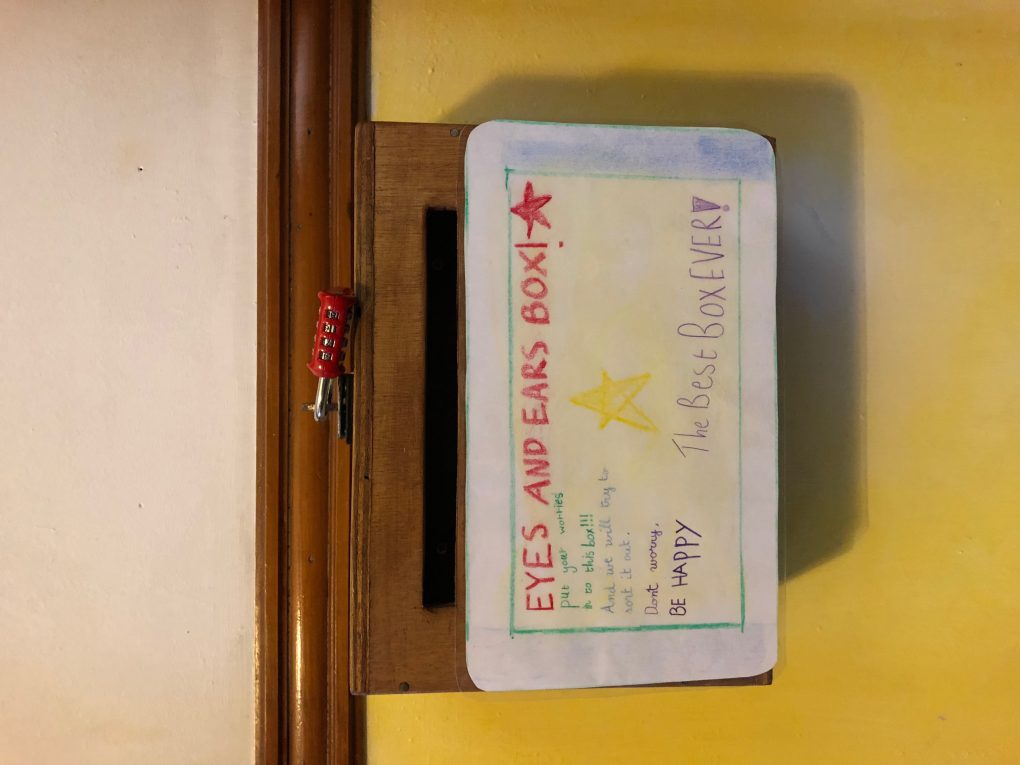 EYES AND EARS BOX!
put your worries
in to this box!!!
And we will try to
sort it out.
Dont worry,
BE HAPPY
The Best BOX EVER!